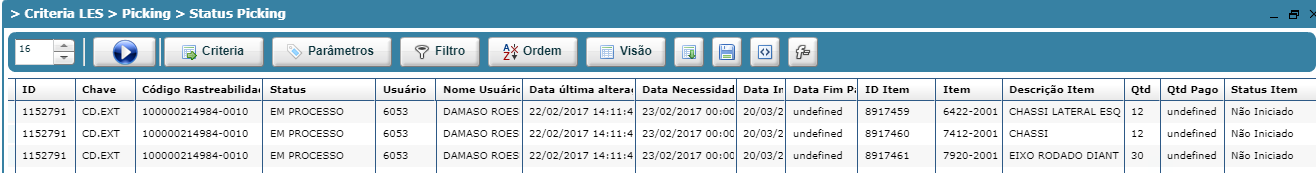 > Criteria LES > Picking > Status Picking
16 Criteria Parâmetros Filtro Ordem Visão
ID Chave Código Rastreabilidad Status Usuário Nome Usuário Data última altera Data Necessidad Data In Data Fim Pa ID Item Item Descrição Item Qtd Qtd Pago Status Item
1152791 CD.EXT 100000214984-0010 EM PROCESSO 6053 DAMASO ROES 22/02/2017 14:11:4 23/02/2017 00:00 20/03/2 undefined 8917459 6422-2001 CHASSI LATERAL ESQ 12 undefined Não Iniciado
1152791 CD.EXT 100000214984-0010 EM PROCESSO 6053 DAMASO ROES 22/02/2017 14:11:4 23/02/2017 00:00 20/03/2 undefined 8917460 7412-2001 CHASSI 12 undefined Não Iniciado
1152791 CD.EXT 100000214984-0010 EM PROCESSO 6053 DAMASO ROES 22/02/2017 14:11:4 23/02/2017 00:00 20/03/2 undefined 8917461 7920-2001 EIXO RODADO DIANT 30 undefined Não Iniciado